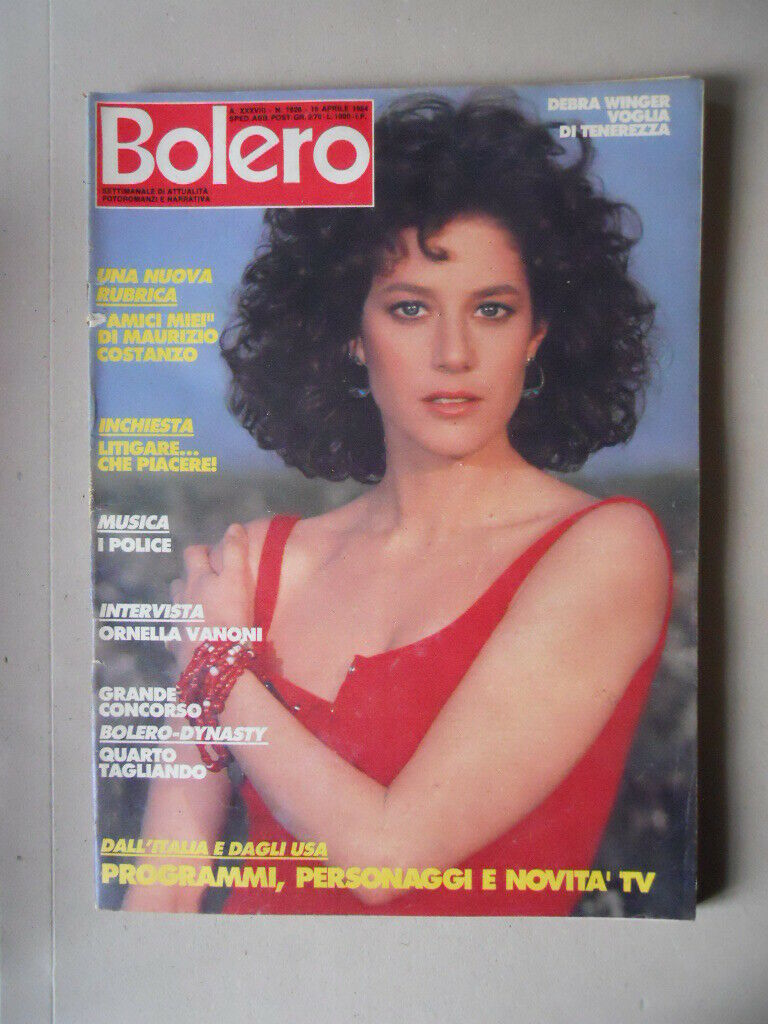 Bolero
A. XXXVIII - N. 1926 - 15 APRILE 1984
SPED. ABB. POST. GR. 2/70 - L. 1000 - I.P.
SETTIMANALE DI ATTUALITÀ
FOTOROMANZI E NARRATIVA
DEBRA WINGER
VOGLIA
DI TENEREZZA
UNA NUOVA
RUBRICA
"AMICI MIEI"
DI MAURIZIO
COSTANZO
INCHIESTA
LITIGARE...
CHE PIACERE!
MUSICA
I POLICE
INTERVISTA
ORNELLA VANONI
GRANDE
CONCORSO
BOLERO-DYNASTY
QUARTO
TAGLIANDO
DALL'ITALIA E DAGLI USA
PROGRAMMI, PERSONAGGI E NOVITA' TV